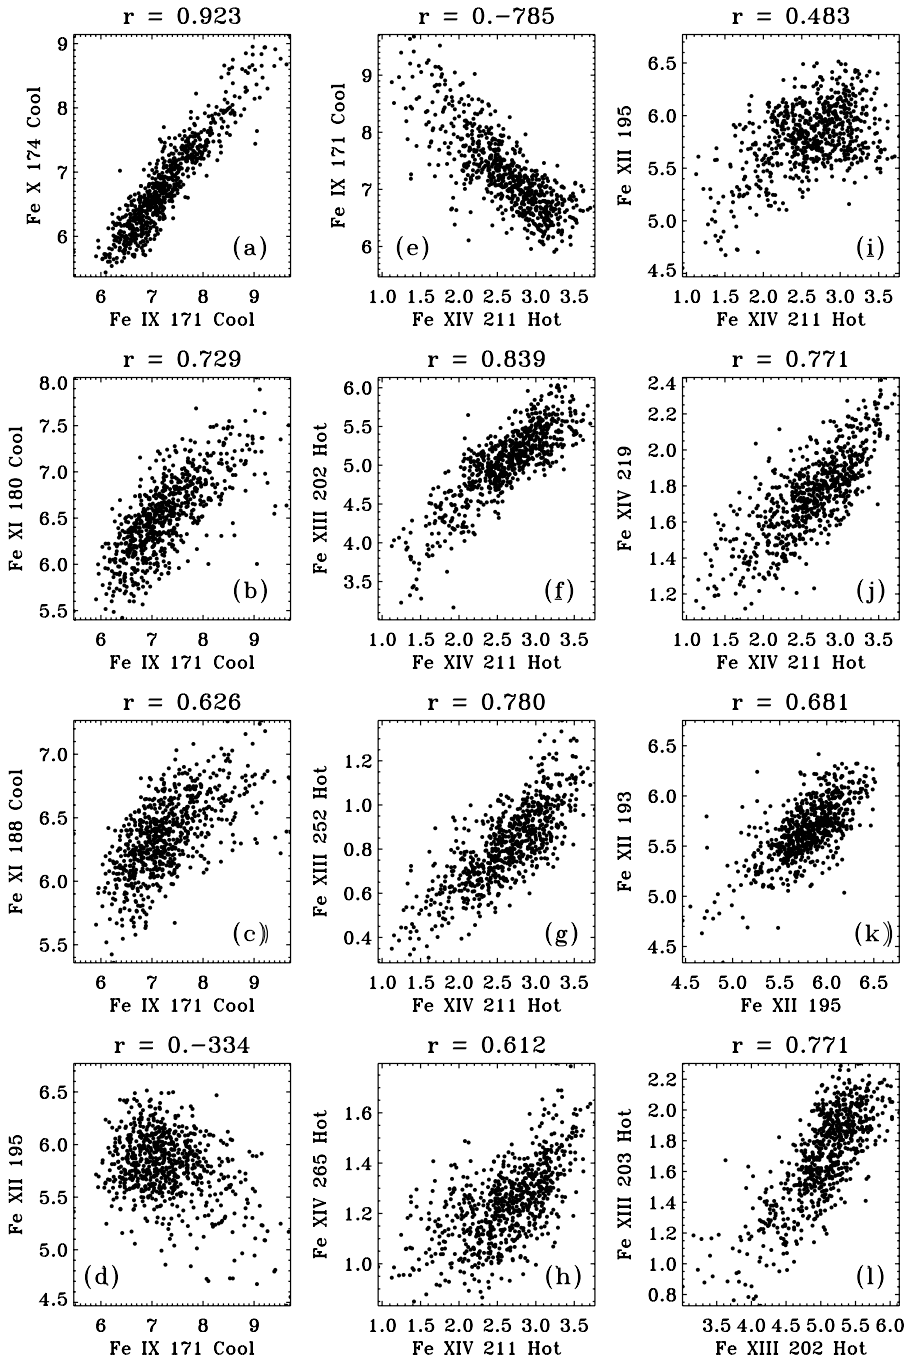 r = 0.923
Fe X 174 Cool
9
8
7
6
(a)
6 7 8 9
Fe IX 171 Cool
r = 0.-785
Fe IX 171 Cool
9
8
7
6
(e)
1.0 1.5 2.0 2.5 3.0 3.5
Fe XIV 211 Hot
r = 0.483
Fe XII 195
6.5
6.0
5.5
5.0
4.5
(i)
1.0 1.5 2.0 2.5 3.0 3.5
Fe XIV 211 Hot
r = 0.729
Fe XI 180 Cool
8.0
7.5
7.0
6.5
6.0
5.5
(b)
6 7 8 9
Fe IX 171 Cool
r = 0.839
Fe XIII 202 Hot
6.0
5.5
5.0
4.5
4.0
3.5
(f)
1.0 1.5 2.0 2.5 3.0 3.5
Fe XIV 211 Hot
r = 0.771
Fe XIV 219
2.4
2.2
2.0
1.8
1.6
1.4
1.2
(j)
1.0 1.5 2.0 2.5 3.0 3.5
Fe XIV 211 Hot
r = 0.626
Fe XI 188 Cool
7.0
6.5
6.0
5.5
(c)
6 7 8 9
Fe IX 171 Cool
r = 0.780
Fe XIII 252 Hot
1.2
1.0
0.8
0.6
0.4
(g)
1.0 1.5 2.0 2.5 3.0 3.5
Fe XIV 211 Hot
r = 0.681
Fe XII 193
6.5
6.0
5.5
5.0
4.5
(k)
4.5 5.0 5.5 6.0 6.5
Fe XII 195
r = 0.-334
Fe XII 195
6.5
6.0
5.5
5.0
4.5
(d)
6 7 8 9
Fe IX 171 Cool
r = 0.612
Fe XIV 265 Hot
1.6
1.4
1.2
1.0
(h)
1.0 1.5 2.0 2.5 3.0 3.5
Fe XIV 211 Hot
r = 0.771
Fe XIII 203 Hot
2.2
2.0
1.8
1.6
1.4
1.2
1.0
0.8
(l)
3.5 4.0 4.5 5.0 5.5 6.0
Fe XIII 202 Hot